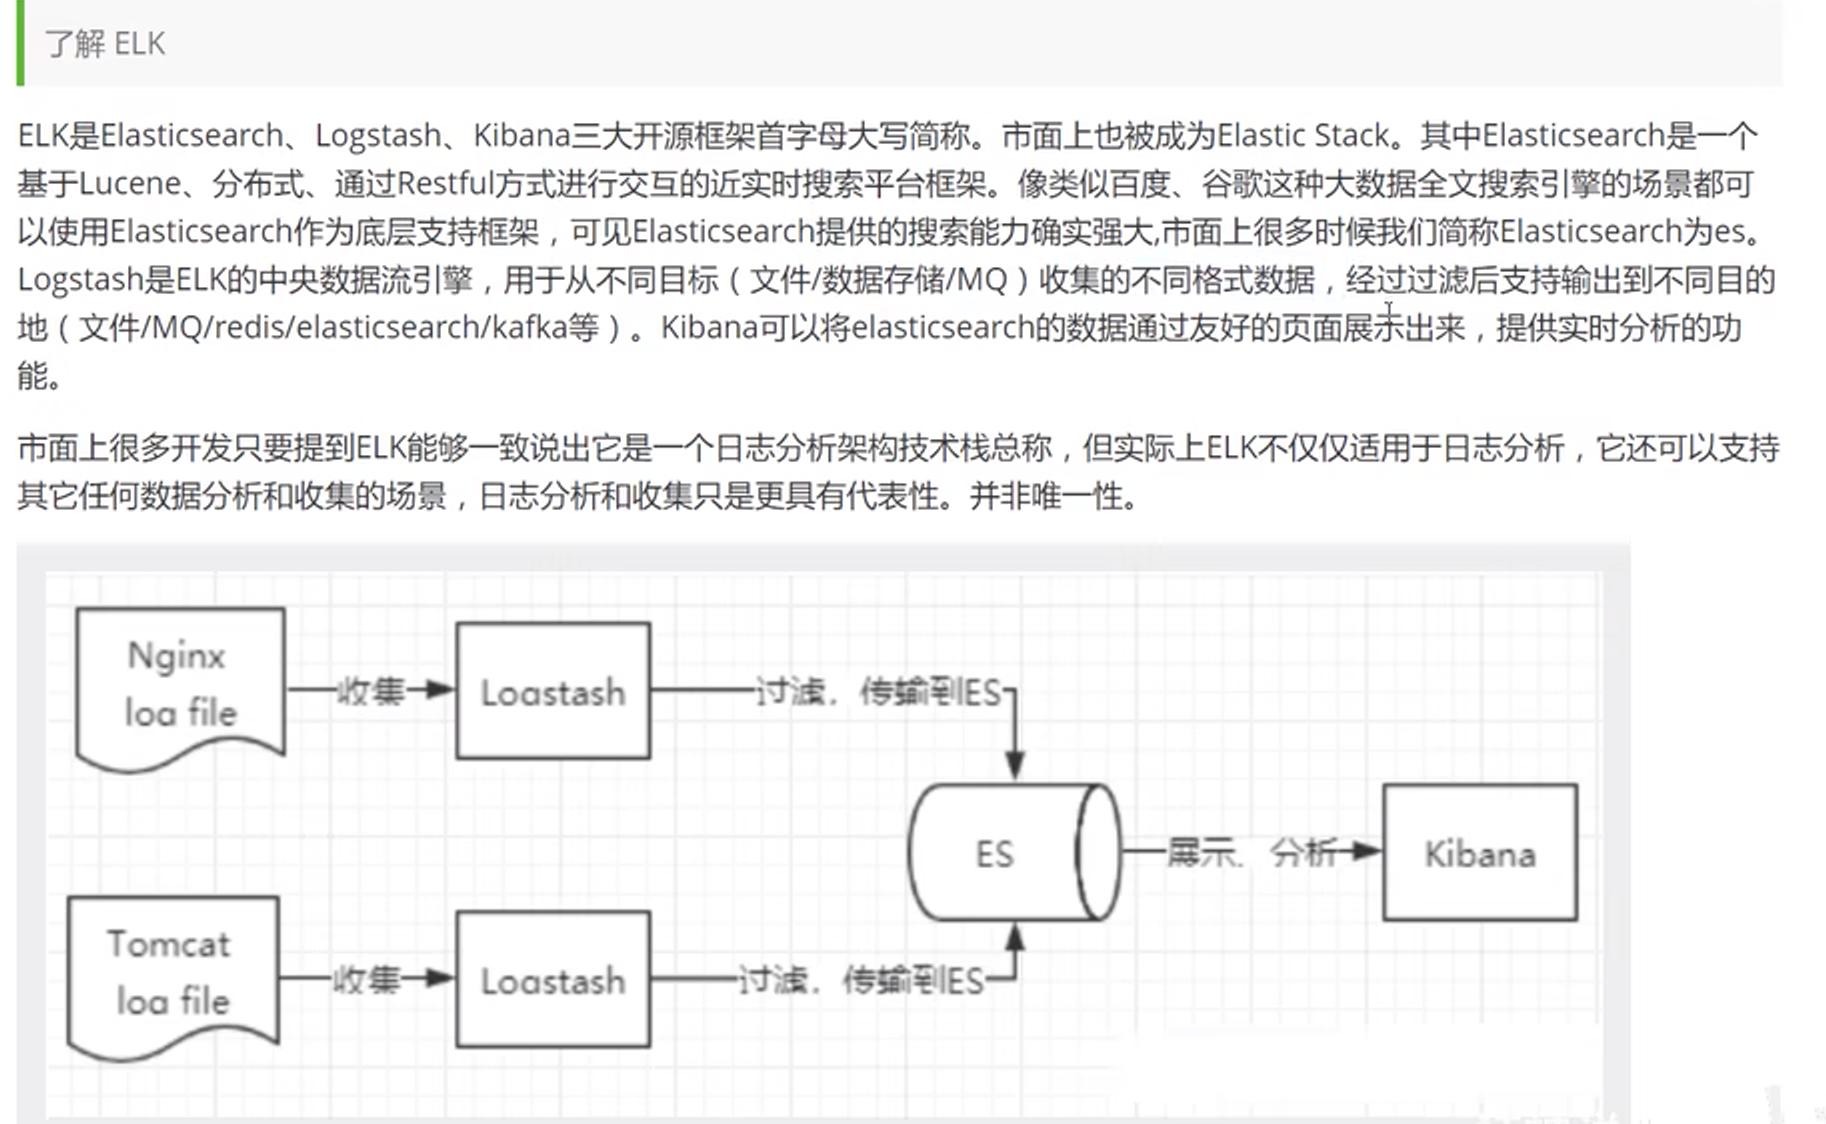 了解 ELK
ELK是Elasticsearch、Logstash、Kibana三大开源框架首字母大写简称。市面上也被成为Elastic Stack。其中Elasticsearch是一个
基于Lucene、分布式、通过Restful方式进行交互的近实时搜索平台框架。像类似百度、谷歌这种大数据全文搜索引擎的场景都可
以使用Elasticsearch作为底层支持框架，可见Elasticsearch提供的搜索能力确实强大,市面上很多时候我们简称Elasticsearch为es。
Logstash是ELK的中央数据流引擎，用于从不同目标（文件/数据存储/MQ）收集的不同格式数据，经过过滤后支持输出到不同目的
地（文件/MQ/redis/elasticsearch/kafka等）。Kibana可以将elasticsearch的数据通过友好的页面展示出来，提供实时分析的功
能。
市面上很多开发只要提到ELK能够一致说出它是一个日志分析架构技术栈总称，但实际上ELK不仅仅适用于日志分析，它还可以支持
其它任何数据分析和收集的场景，日志分析和收集只是更具有代表性。并非唯一性。
Nginx
log file
收集
Logstash
过滤，传输到ES
ES
展示，分析
Kibana
Tomcat
log file
收集
Logstash
过滤，传输到ES